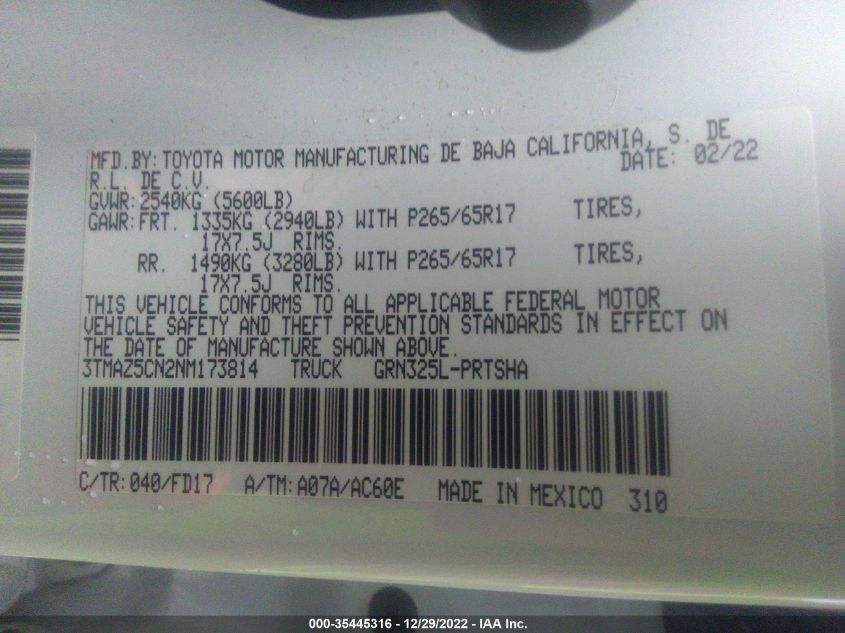 MFD.BY: TOYOTA MOTOR MANUFACTURING DE BAJA CALIFORNIA, S. DE
R.L. DE C.V. DATE: 02/22
GVWR: 2540KG (5600LB)
GAWR: FRT. 1335KG (2940LB) WITH P265/65R17 TIRES,
17X7.5J RIMS.
RR. 1490KG (3280LB) WITH P265/65R17 TIRES,
17X7.5J RIMS.
THIS VEHICLE CONFORMS TO ALL APPLICABLE FEDERAL MOTOR
VEHICLE SAFETY AND THEFT PREVENTION STANDARDS IN EFFECT ON
THE DATE OF MANUFACTURE SHOWN ABOVE.
3TMAZ5CN2NM173814 TRUCK GRN325L-PRTSHA
C/TR: 040/FD17 A/TM: A07A/AC60E MADE IN MEXICO 310
000-35445316 - 12/29/2022 - IAA Inc.